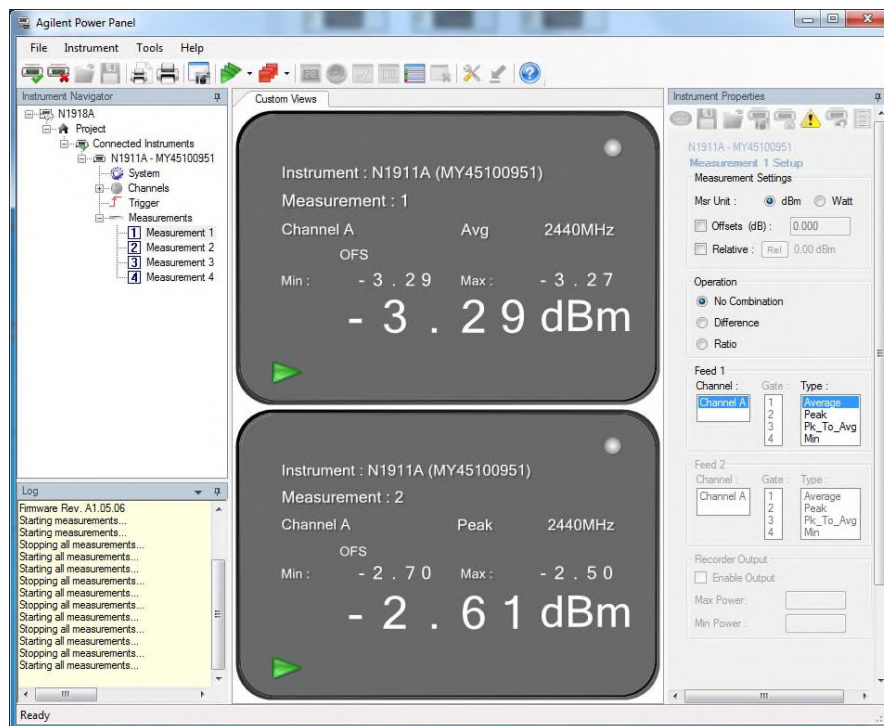 Agilent Power Panel
File Instrument Tools Help
Instrument Navigator
N1918A
Project
Connected Instruments
N1911A - MY45100951
System
Channels
Trigger
Measurements
1 Measurement 1
2 Measurement 2
3 Measurement 3
4 Measurement 4
Log
Firmware Rev. A1.05.06
Starting measurements...
Starting measurements...
Stopping all measurements...
Starting all measurements...
Starting all measurements...
Stopping all measurements...
Starting all measurements...
Stopping all measurements...
Starting all measurements...
Stopping all measurements...
Starting all measurements...
Stopping all measurements...
Starting all measurements...
Custom Views
Instrument : N1911A (MY45100951)
Measurement : 1
Channel A Avg 2440MHz
OFS
Min : -3.29 Max : -3.27
-3.29 dBm
Instrument : N1911A (MY45100951)
Measurement : 2
Channel A Peak 2440MHz
OFS
Min : -2.70 Max : -2.50
-2.61 dBm
Instrument Properties
N1911A - MY45100951
Measurement 1 Setup
Measurement Settings
Msr Unit : dBm Watt
Offsets (dB) : 0.000
Relative : Rel 0.00 dBm
Operation
No Combination
Difference
Ratio
Feed 1
Channel : Gate : Type :
Channel A 1 Average
2 Peak
3 Pk_To_Avg
4 Min
Feed 2
Channel : Gate : Type :
Channel A 1 Average
2 Peak
3 Pk_To_Avg
4 Min
Recorder Output
Enable Output
Max Power:
Min Power :
Ready